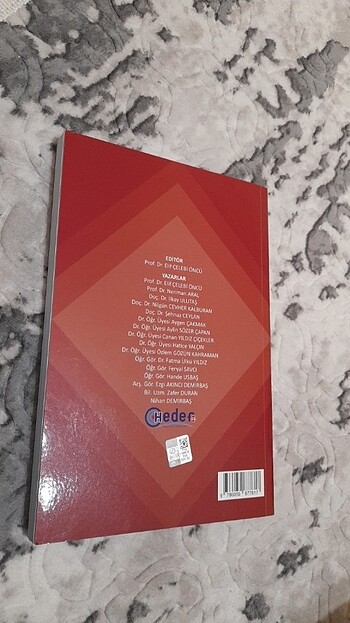 EDİTÖR
Prof. Dr. Elif ÇELEBİ ÖNCÜ
YAZARLAR
Prof. Dr. Elif ÇELEBİ ÖNCÜ
Prof. Dr. Neriman ARAL
Doç. Dr. İlkay ULUTAŞ
Doç. Dr. Nilgün CEVHER KALBURAN
Doç. Dr. Şehnaz CEYLAN
Dr. Öğr. Üyesi Aygen ÇAKMAK
Dr. Öğr. Üyesi Aylin SÖZER ÇAPAN
Dr. Öğr. Üyesi Canan YILDIZ ÇİÇEKLER
Dr. Öğr. Üyesi Hatice YALÇIN
Dr. Öğr. Üyesi Özlem GÖZÜN KAHRAMAN
Öğr. Gör. Dr. Fatma Ülkü YILDIZ
Öğr. Gör. Feryal SAVCI
Öğr. Gör. Hande USBAŞ
Arş. Gör. Ezgi AKINCI DEMİRBAŞ
Bil. Uzm. Zafer DURAN
Nihan DEMİRBAŞ
Hedef